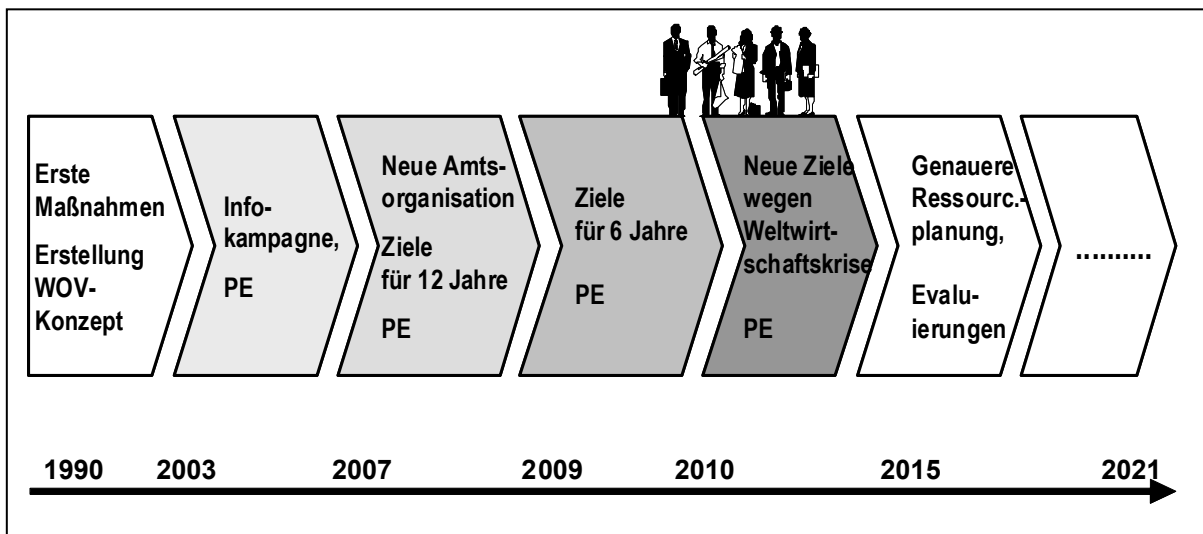 Erste
Maßnahmen
Erstellung
WOV-
Konzept
Info-
kampagne,
PE
Neue Amts-
organisation
Ziele
für 12 Jahre
PE
Ziele
für 6 Jahre
PE
Neue Ziele
wegen
Weltwirt-
schaftskrise
PE
Genauere
Ressourc.-
planung,
Evalu-
ierungen
..........
1990 2003 2007 2009 2010 2015 2021